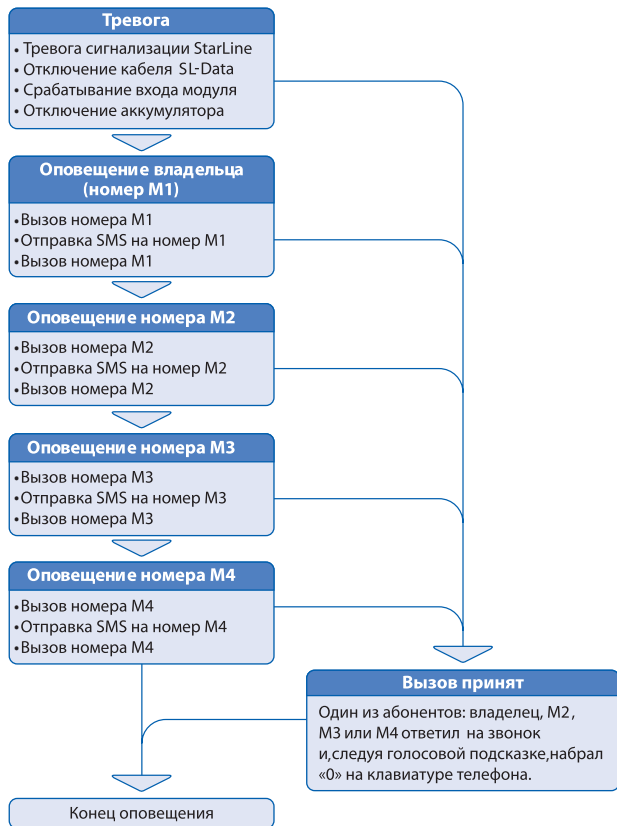 Тревога
• Тревога сигнализации StarLine
• Отключение кабеля SL-Data
• Срабатывание входа модуля
• Отключение аккумулятора
Оповещение владельца
(номер М1)
•Вызов номера М1
•Отправка SMS на номер М1
•Вызов номера М1
Оповещение номера М2
•Вызов номера М2
•Отправка SMS на номер М2
•Вызов номера М2
Оповещение номера М3
•Вызов номера М3
•Отправка SMS на номер М3
•Вызов номера М3
Оповещение номера М4
•Вызов номера М4
•Отправка SMS на номер М4
•Вызов номера М4
Вызов принят
Один из абонентов: владелец, М2,
М3 или М4 ответил на звонок
и,следуя голосовой подсказке,набрал
«0» на клавиатуре телефона.
Конец оповещения